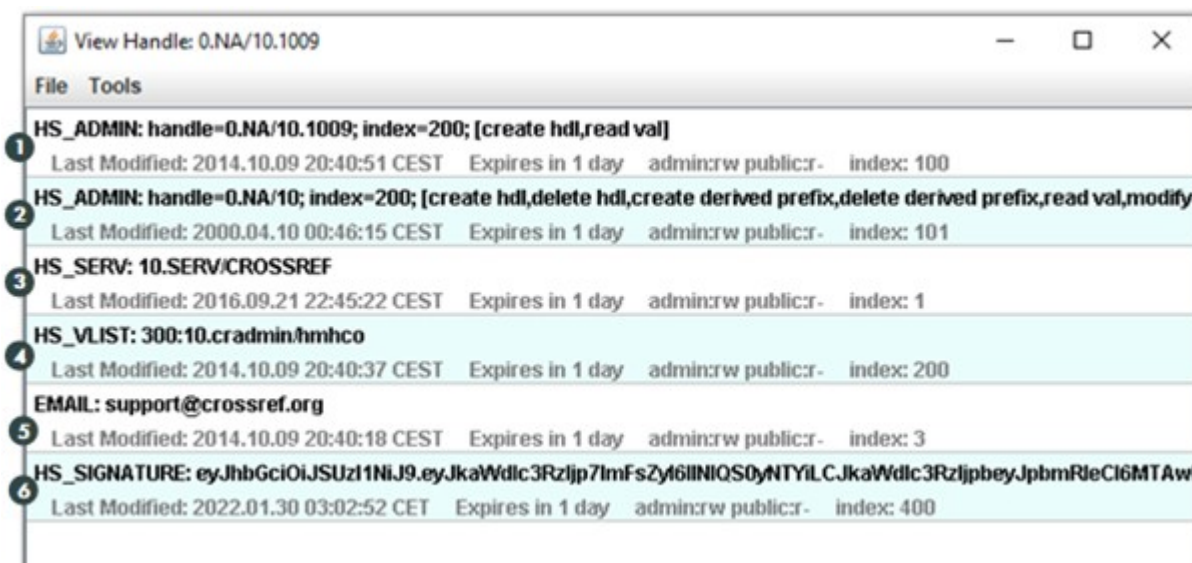 View Handle: 0.NA/10.1009
File Tools
HS_ADMIN: handle=0.NA/10.1009; index=200; [create hdl,read val]
1
Last Modified: 2014.10.09 20:40:51 CEST Expires in 1 day admin:rw public:r- index: 100
HS_ADMIN: handle=0.NA/10; index=200; [create hdl,delete hdl,create derived prefix,delete derived prefix,read val,modify
2
Last Modified: 2000.04.10 00:46:15 CEST Expires in 1 day admin:rw public:r- index: 101
HS_SERV: 10.SERV/CROSSREF
3
Last Modified: 2016.09.21 22:45:22 CEST Expires in 1 day admin:rw public:r- index: 1
HS_VLIST: 300:10.cradmin/hmhco
4
Last Modified: 2014.10.09 20:40:37 CEST Expires in 1 day admin:rw public:r- index: 200
EMAIL: support@crossref.org
5
Last Modified: 2014.10.09 20:40:18 CEST Expires in 1 day admin:rw public:r- index: 3
HS_SIGNATURE:
6
Last Modified: 2022.01.30 03:02:52 CET Expires in 1 day admin:rw public:r- index: 400